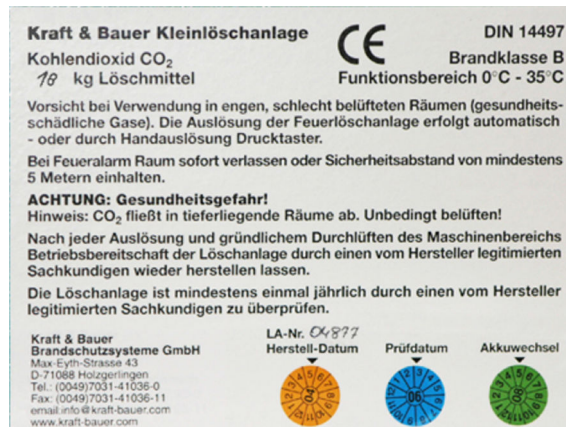 Kraft & Bauer Kleinlöschanlage
DIN 14497
Kohlendioxid CO₂
CE
Brandklasse B
18 kg Löschmittel
Funktionsbereich 0°C - 35°C
Vorsicht bei Verwendung in engen, schlecht belüfteten Räumen (gesundheits-
schädliche Gase). Die Auslösung der Feuerlöschanlage erfolgt automatisch
- oder durch Handauslösung Drucktaster.
Bei Feueralarm Raum sofort verlassen oder Sicherheitsabstand von mindestens
5 Metern einhalten.
ACHTUNG: Gesundheitsgefahr!
Hinweis: CO₂ fließt in tieferliegende Räume ab. Unbedingt belüften!
Nach jeder Auslösung und gründlichem Durchlüften des Maschinenbereichs
Betriebsbereitschaft der Löschanlage durch einen vom Hersteller legitimierten
Sachkundigen wieder herstellen lassen.
Die Löschanlage ist mindestens einmal jährlich durch einen vom Hersteller
legitimierten Sachkundigen zu überprüfen.
Kraft & Bauer
Brandschutzsysteme GmbH
Max-Eyth-Strasse 43
D-71088 Holzgerlingen
Tel.: (0049)7031-41036-0
Fax: (0049)7031-41036-11
email:info@kraft-bauer.com
www.kraft-bauer.com
LA-Nr. 04877
Herstell-Datum
Prüfdatum
Akkuwechsel
04
06
08